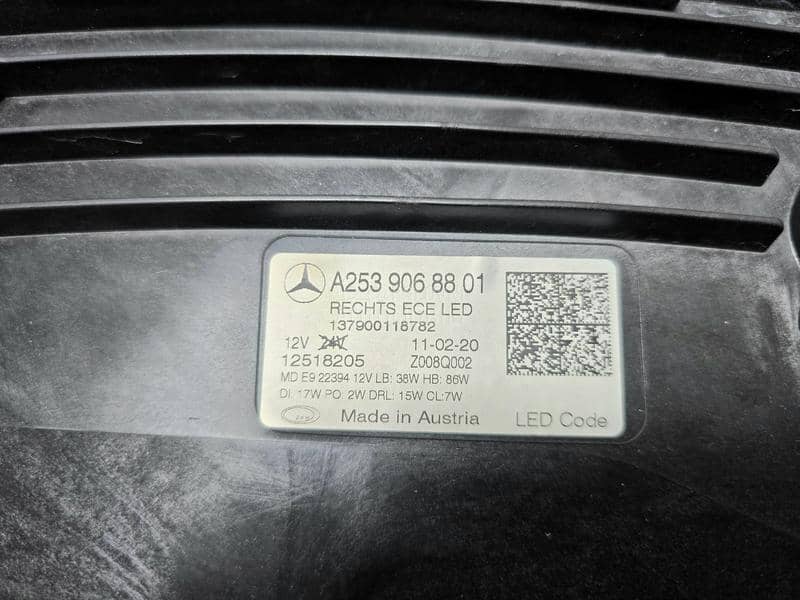 A253 906 88 01
RECHTS ECE LED
137900118782
12V 24V 11-02-20
12518205 Z008Q002
MD E9 22394 12V LB: 38W HB: 86W
DI: 17W PO: 2W DRL: 15W CL:7W
Made in Austria LED Code